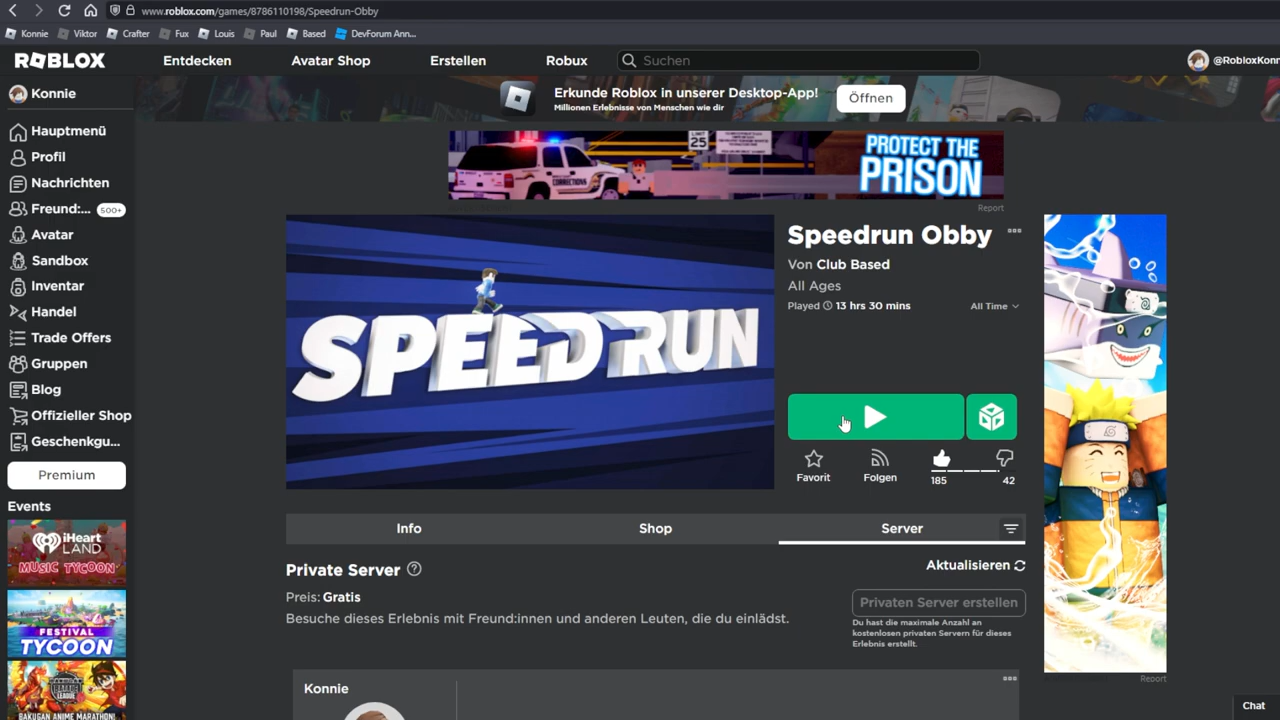 www.roblox.com/games/8786110198/Speedrun-Obby
Konnie
Viktor
Crafter
Fux
Louis
Paul
Based
DevForum Ann...
ROBLOX
Entdecken
Avatar Shop
Erstellen
Robux
Suchen
@RobloxKonn
Konnie
Erkunde Roblox in unserer Desktop-App!
Millionen Erlebnisse von Menschen wie dir
Öffnen
Hauptmenü
Profil
Nachrichten
Freund:... 500+
Avatar
Sandbox
Inventar
Handel
Trade Offers
Gruppen
Blog
Offizieller Shop
Geschenkgu...
Premium
Events
iHeart
LAND
MUSIC TYCOON
FESTIVAL
TYCOON
BAKUGAN ANIME MARATHON!
LIMIT
25
CORRECTIONS
PROTECT THE
PRISON
Report
SPEEDRUN
Speedrun Obby
Von Club Based
All Ages
Played 13 hrs 30 mins
All Time
Favorit
Folgen
185
42
Info
Shop
Server
Private Server
Aktualisieren
Preis: Gratis
Besuche dieses Erlebnis mit Freund:innen und anderen Leuten, die du einlädst.
Privaten Server erstellen
Du hast die maximale Anzahl an
kostenlosen privaten Servern für dieses
Erlebnis erstellt.
Konnie
Report
Chat